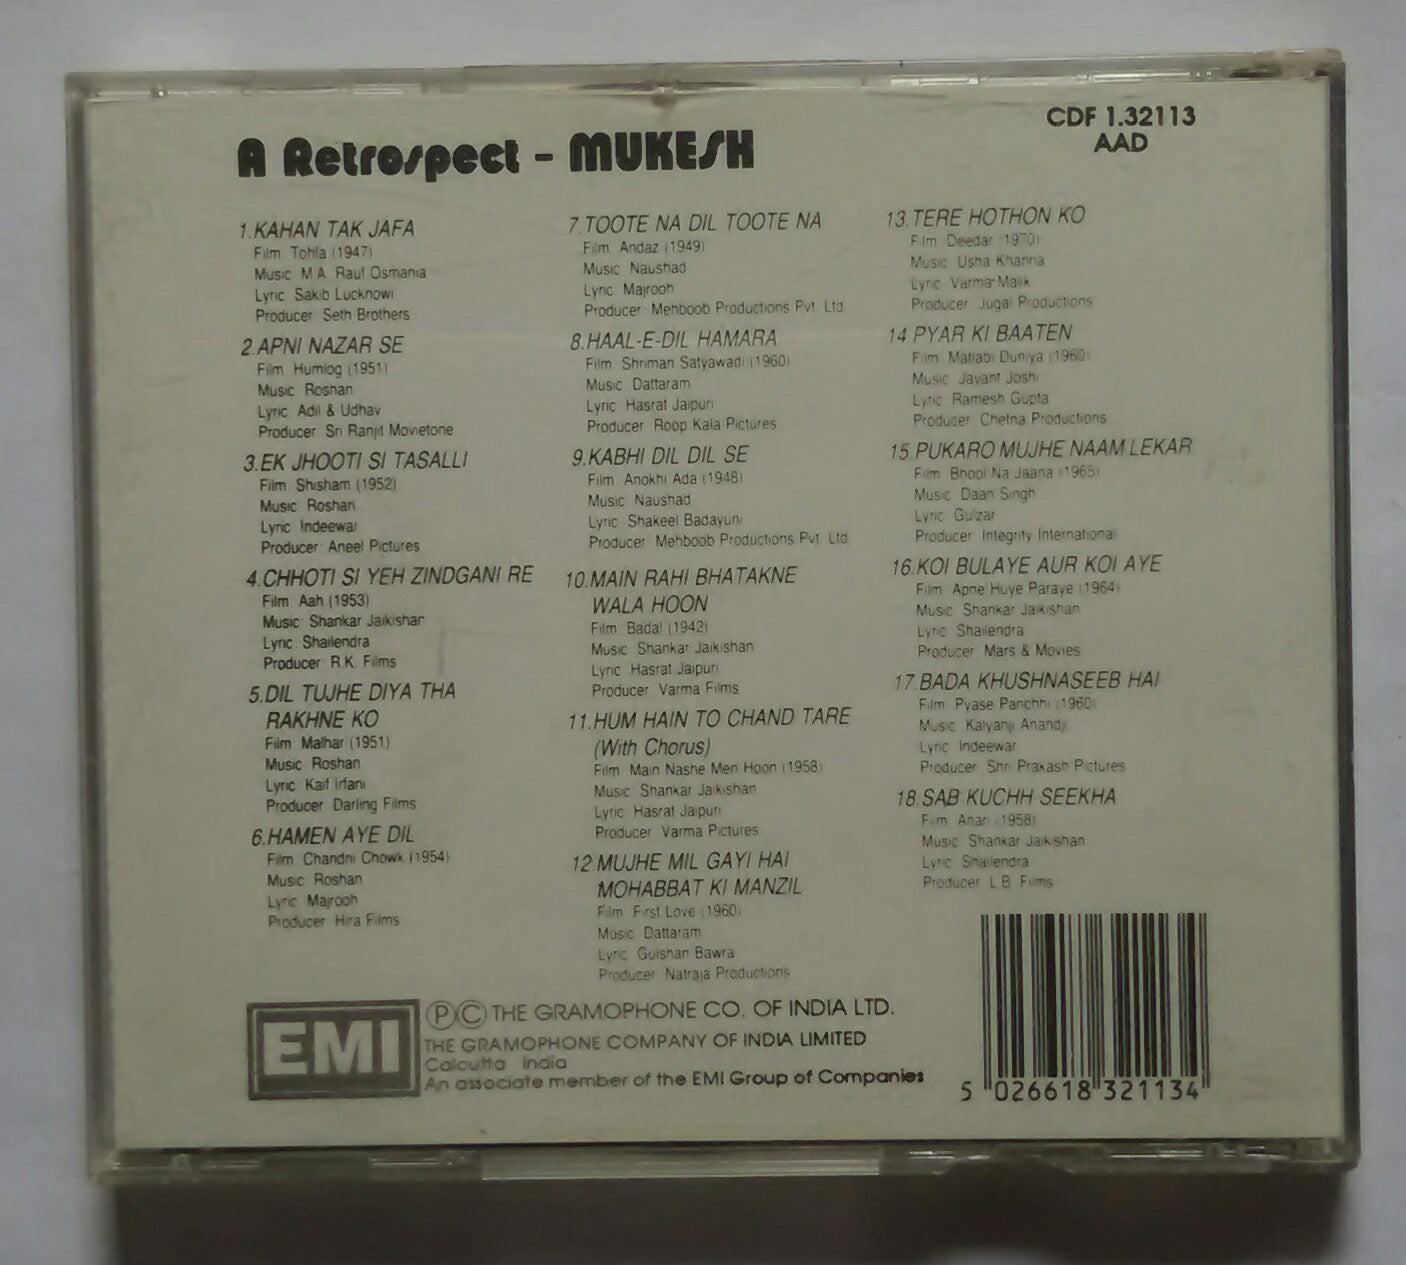 A Retrospect - MUKESH
CDF 1.32113
AAD
1.KAHAN TAK JAFA
Film Tohfa (1947)
Music M.A. Rauf Osmania
Lyric Sakib Lucknowi
Producer Seth Brothers
2.APNI NAZAR SE
Film Humlog (1951)
Music Roshan
Lyric Adil & Udhav
Producer Sri Ranjit Movietone
3.EK JHOOTI SI TASALLI
Film Shisham (1952)
Music Roshan
Lyric Indeewar
Producer Aneel Pictures
4.CHHOTI SI YEH ZINDGANI RE
Film Aah (1953)
Music Shankar Jaikishan
Lyric Shailendra
Producer R.K. Films
5.DIL TUJHE DIYA THA
RAKHNE KO
Film Malhar (1951)
Music Roshan
Lyric Kaif Irfani
Producer Darling Films
6.HAMEN AYE DIL
Film Chandni Chowk (1954)
Music Roshan
Lyric Majrooh
Producer Hira Films
7.TOOTE NA DIL TOOTE NA
Film Andaz (1949)
Music Naushad
Lyric Majrooh
Producer Mehboob Productions Pvt. Ltd
8.HAAL-E-DIL HAMARA
Film Shriman Satyawadi (1960)
Music Dattaram
Lyric Hasrat Jaipuri
Producer Roop Kala Pictures
9.KABHI DIL DIL SE
Film Anokhi Ada (1948)
Music Naushad
Lyric Shakeel Badayuni
Producer Mehboob Productions Pvt. Ltd
10.MAIN RAHI BHATAKNE
WALA HOON
Film Badal (1942)
Music Shankar Jaikishan
Lyric Hasrat Jaipuri
Producer Varma Films
11.HUM HAIN TO CHAND TARE
(With Chorus)
Film Main Nashe Men Hoon (1958)
Music Shankar Jaikishan
Lyric Hasrat Jaipuri
Producer Varma Pictures
12.MUJHE MIL GAYI HAI
MOHABBAT KI MANZIL
Film First Love (1960)
Music Dattaram
Lyric Gulshan Bawra
Producer Natraja Productions
13.TERE HOTHON KO
Film Deedar (1970)
Music Usha Khanna
Lyric Varma Malik
Producer Jugal Productions
14 PYAR KI BAATEN
Film Matlabi Duniya (1960)
Music Jayant Joshi
Lyric Ramesh Gupta
Producer Chetna Productions
15.PUKARO MUJHE NAAM LEKAR
Film Bhool Na Jaana (1965)
Music Daan Singh
Lyric Gulzar
Producer Integrity International
16.KOI BULAYE AUR KOI AYE
Film Apne Huye Paraye (1964)
Music Shankar Jaikishan
Lyric Shailendra
Producer Mars & Movies
17.BADA KHUSHNASEEB HAI
Film Pyase Panchhi (1960)
Music Kalyanji Anandji
Lyric Indeewar
Producer Shri Prakash Pictures
18.SAB KUCHH SEEKHA
Film Anari (1958)
Music Shankar Jaikishan
Lyric Shailendra
Producer L.B. Films
EMI
Ⓟ© THE GRAMOPHONE CO. OF INDIA LTD.
THE GRAMOPHONE COMPANY OF INDIA LIMITED
Calcutta India
An associate member of the EMI Group of Companies
5 026618 321134